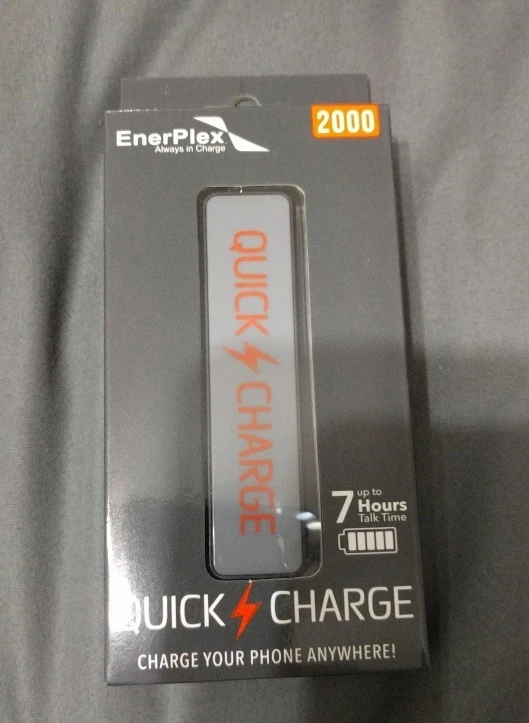 EnerPlex
Always in Charge
2000
QUICK CHARGE
7 up to
Hours
Talk Time
QUICK CHARGE
CHARGE YOUR PHONE ANYWHERE!